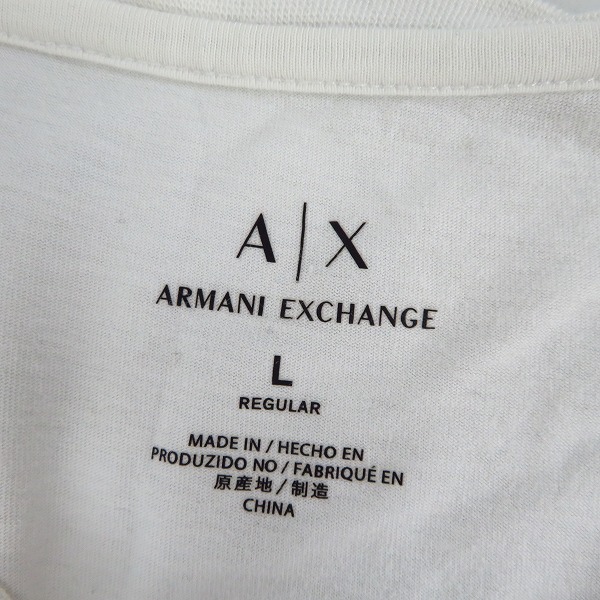 A|X
ARMANI EXCHANGE
L
REGULAR
MADE IN / HECHO EN
PRODUZIDO NO / FABRIQUÉ EN
原産地/制造
CHINA